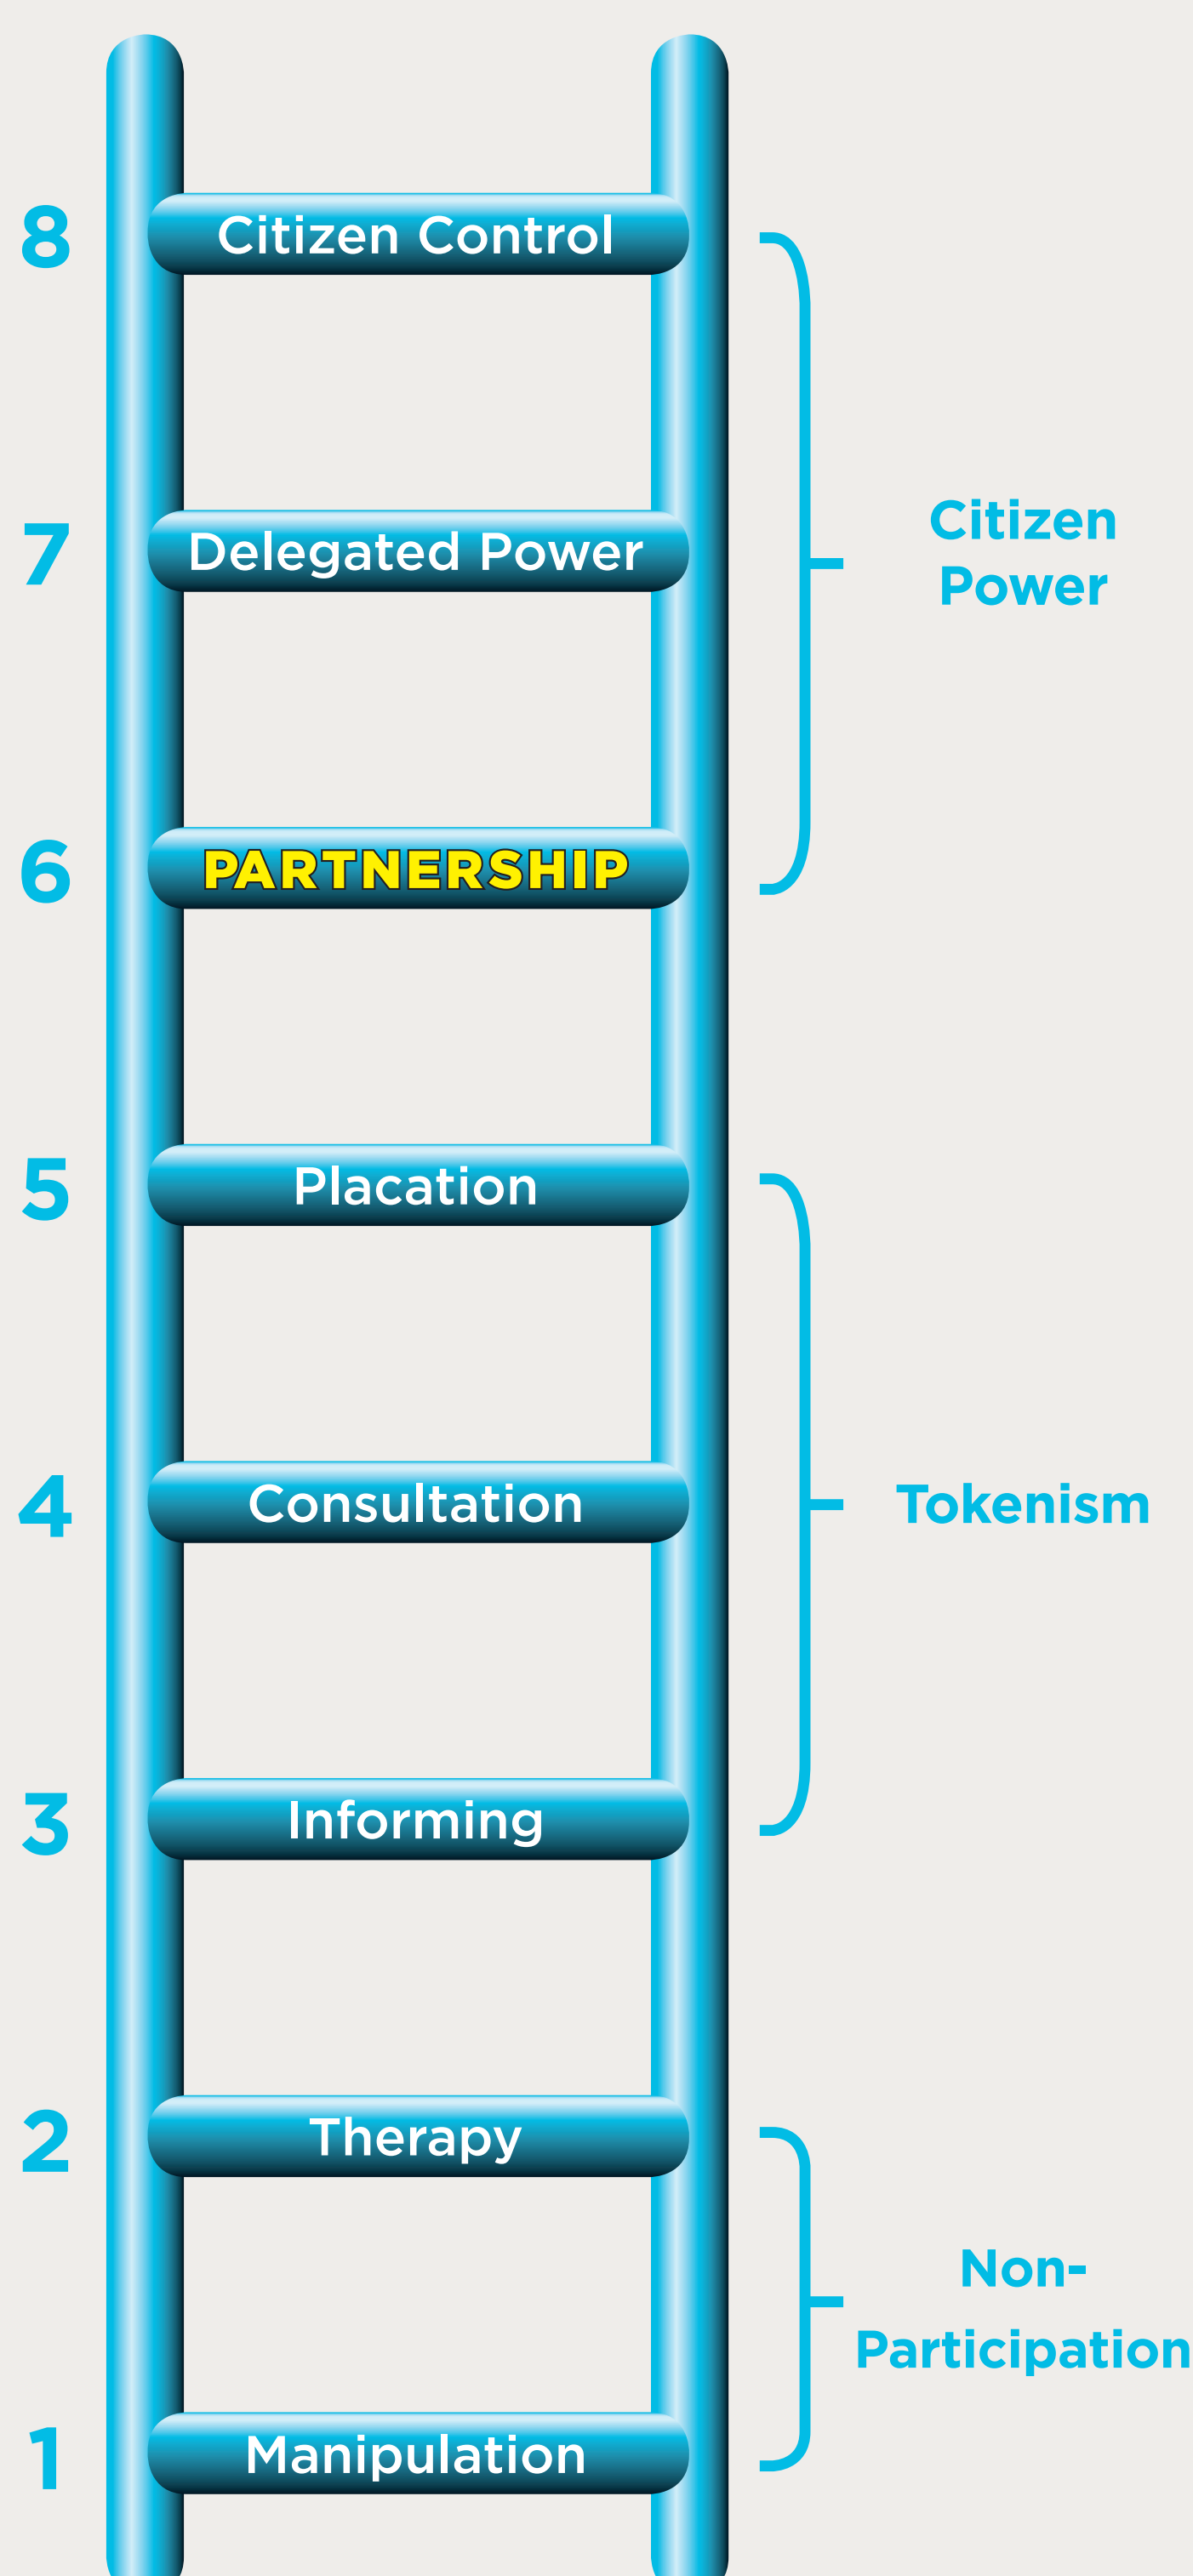 8 Citizen Control
7 Delegated Power
Citizen
Power
6 PARTNERSHIP
5 Placation
4 Consultation
Tokenism
3 Informing
2 Therapy
Non-
Participation
1 Manipulation